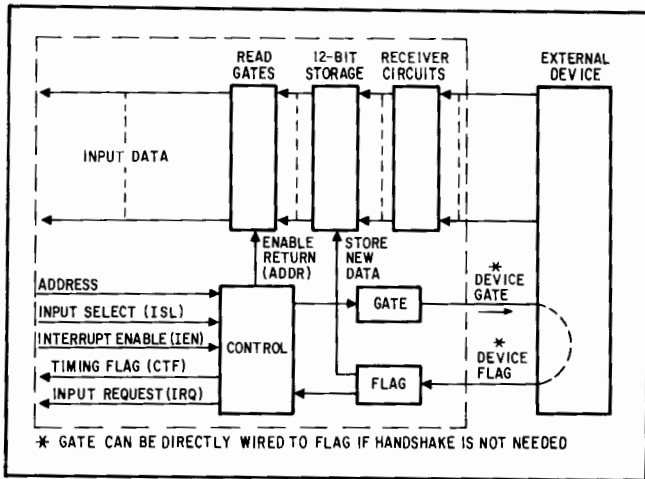 READ GATES
12-BIT STORAGE
RECEIVER CIRCUITS
EXTERNAL DEVICE
INPUT DATA
ENABLE RETURN (ADDR)
STORE NEW DATA
ADDRESS
INPUT SELECT (ISL)
INTERRUPT ENABLE (IEN)
TIMING FLAG (CTF)
INPUT REQUEST (IRQ)
CONTROL
GATE
FLAG
* DEVICE GATE
* DEVICE FLAG
* GATE CAN BE DIRECTLY WIRED TO FLAG IF HANDSHAKE IS NOT NEEDED